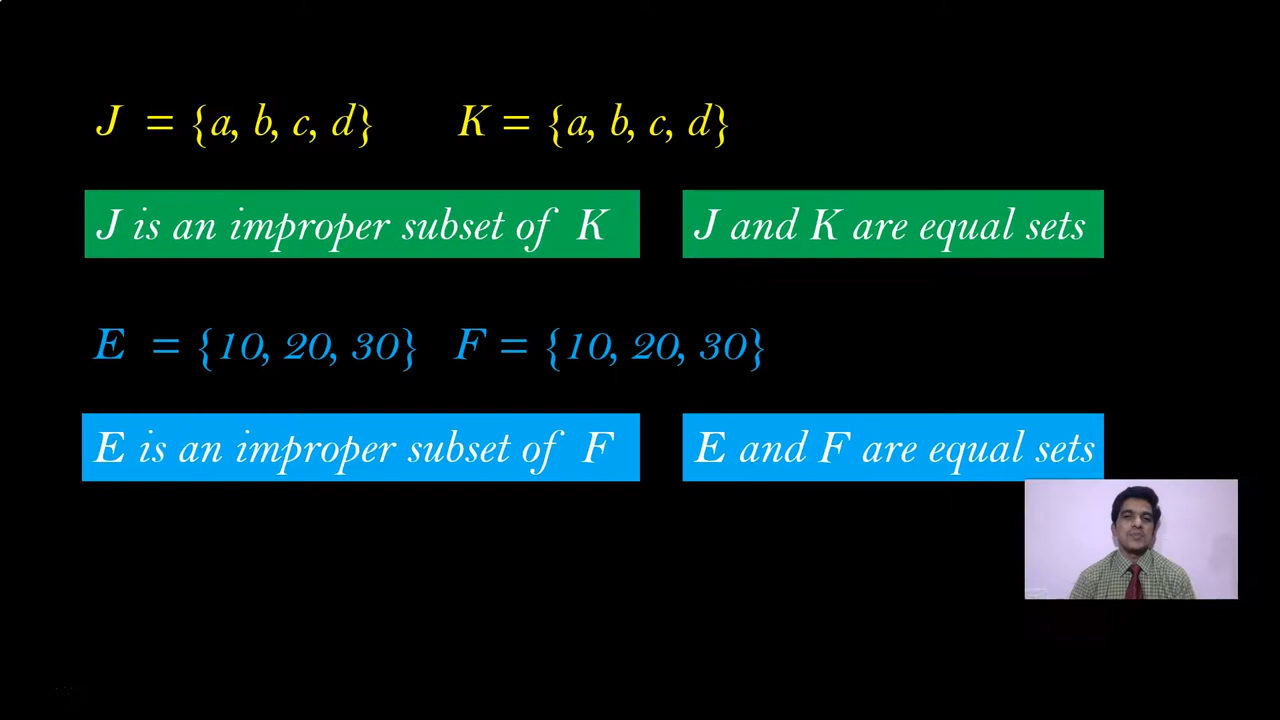 J = {a, b, c, d} K = {a, b, c, d}
J is an improper subset of K J and K are equal sets
E = {10, 20, 30} F = {10, 20, 30}
E is an improper subset of F E and F are equal sets